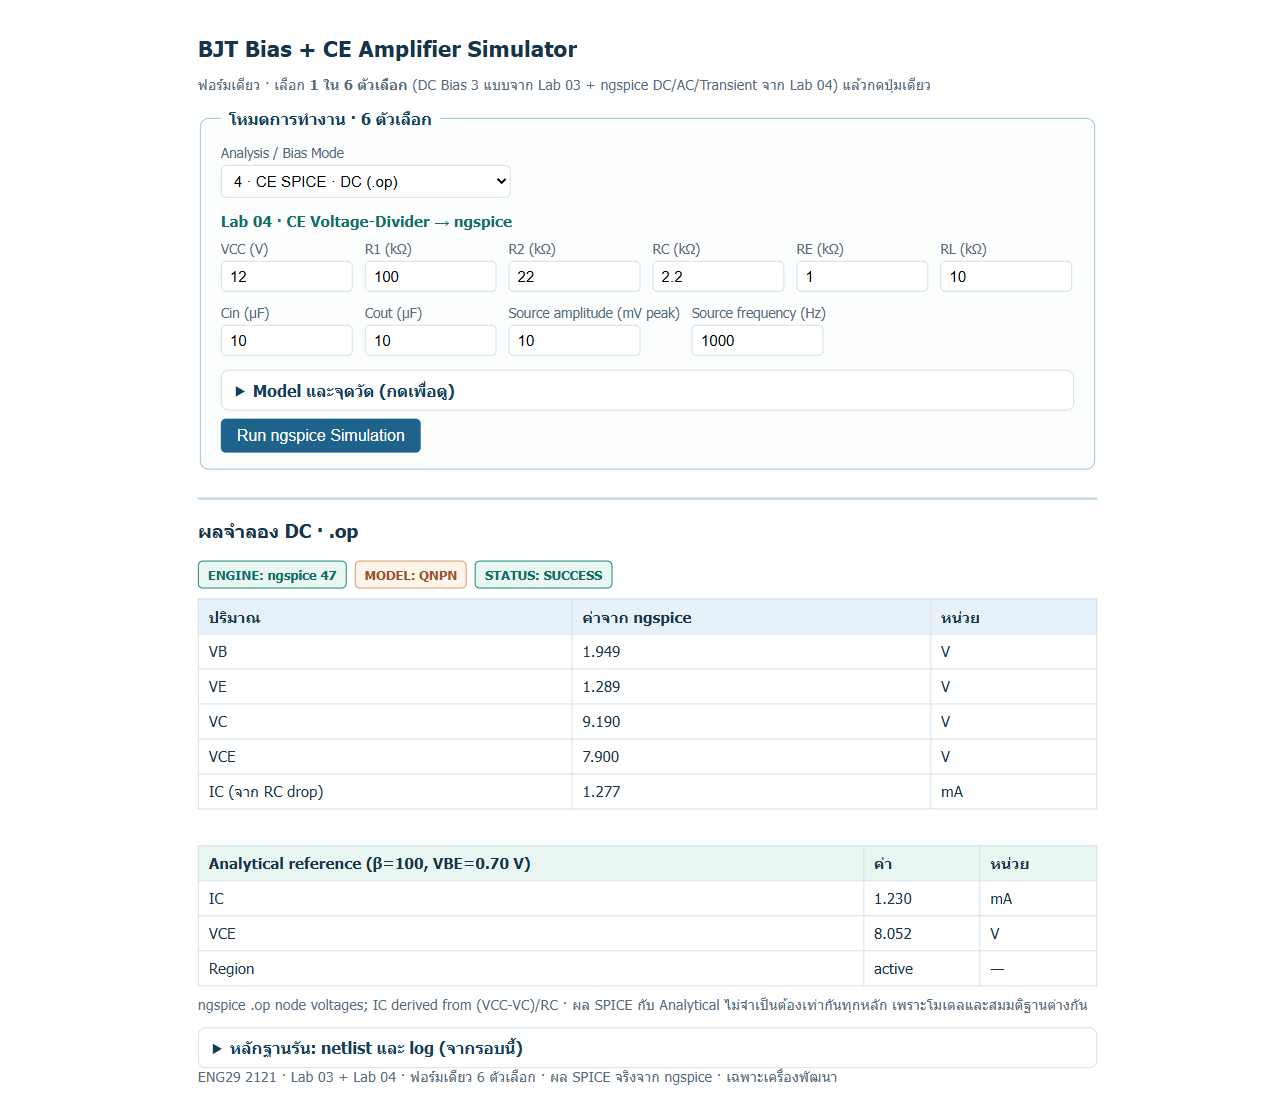 BJT Bias + CE Amplifier Simulator
ฟอร์มเดียว · เลือก 1 ใน 6 ตัวเลือก (DC Bias 3 แบบจาก Lab 03 + ngspice DC/AC/Transient จาก Lab 04) แล้วกดปุ่มเดียว
โหมดการทำงาน · 6 ตัวเลือก
Analysis / Bias Mode
4 · CE SPICE · DC (.op)
Lab 04 · CE Voltage-Divider → ngspice
VCC (V) R1 (kΩ) R2 (kΩ) RC (kΩ) RE (kΩ) RL (kΩ)
12 100 22 2.2 1 10
Cin (μF) Cout (μF) Source amplitude (mV peak) Source frequency (Hz)
10 10 10 1000
▶ Model และจุดวัด (กดเพื่อดู)
Run ngspice Simulation
ผลจำลอง DC · .op
ENGINE: ngspice 47 MODEL: QNPN STATUS: SUCCESS
ปริมาณ ค่าจาก ngspice หน่วย
VB 1.949 V
VE 1.289 V
VC 9.190 V
VCE 7.900 V
IC (จาก RC drop) 1.277 mA
Analytical reference (β=100, VBE=0.70 V) ค่า หน่วย
IC 1.230 mA
VCE 8.052 V
Region active —
ngspice .op node voltages; IC derived from (VCC-VC)/RC · ผล SPICE กับ Analytical ไม่จำเป็นต้องเท่ากันทุกหลัก เพราะโมเดลและสมมติฐานต่างกัน
▶ หลักฐานรัน: netlist และ log (จากรอบนี้)
ENG29 2121 · Lab 03 + Lab 04 · ฟอร์มเดียว 6 ตัวเลือก · ผล SPICE จริงจาก ngspice · เฉพาะเครื่องพัฒนา